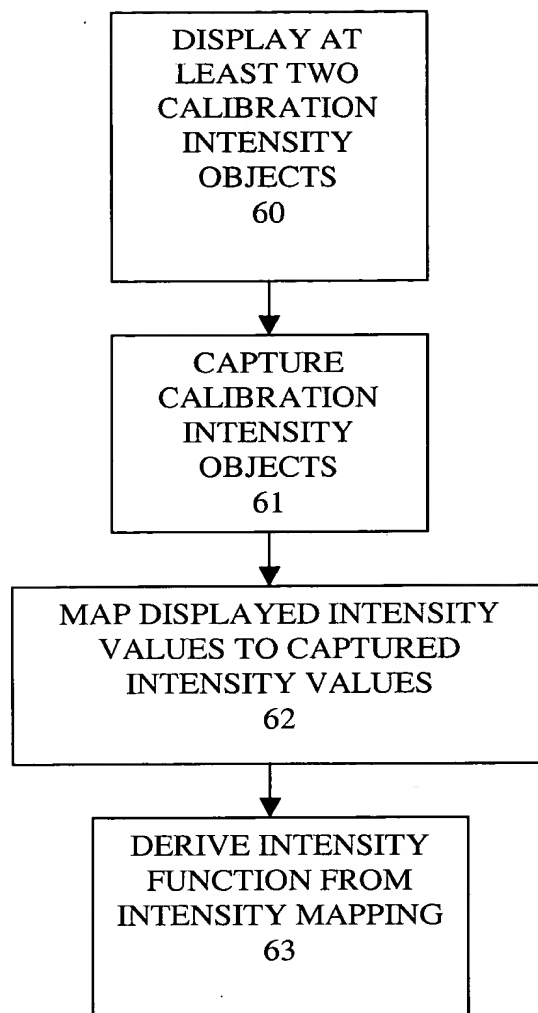 DISPLAY AT
LEAST TWO
CALIBRATION
INTENSITY
OBJECTS
60
CAPTURE
CALIBRATION
INTENSITY
OBJECTS
61
MAP DISPLAYED INTENSITY
VALUES TO CAPTURED
INTENSITY VALUES
62
DERIVE INTENSITY
FUNCTION FROM
INTENSITY MAPPING
63